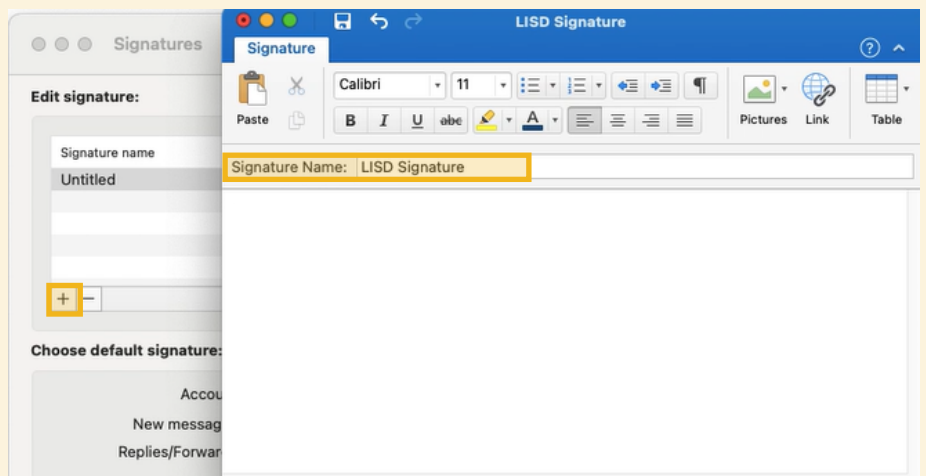 Signatures
Edit signature:
Signature name
Untitled
+ −
Choose default signature:
Accou
New messag
Replies/Forwar
LISD Signature
Signature
?
Paste
Calibri
11
B I U abc A
Pictures
Link
Table
Signature Name: LISD Signature